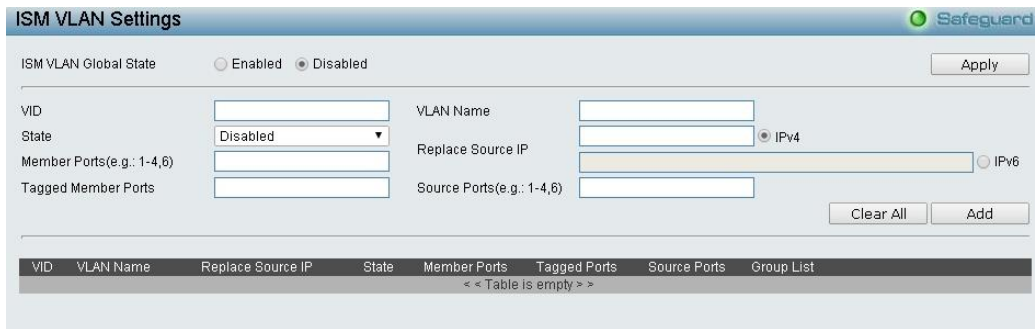 ISM VLAN Settings
Safeguard
ISM VLAN Global State
Enabled
Disabled
Apply
VID
VLAN Name
State
Disabled
Replace Source IP
IPv4
Member Ports(e.g.: 1-4,6)
IPv6
Tagged Member Ports
Source Ports(e.g.: 1-4,6)
Clear All
Add
VID VLAN Name Replace Source IP State Member Ports Tagged Ports Source Ports Group List
< < Table is empty > >